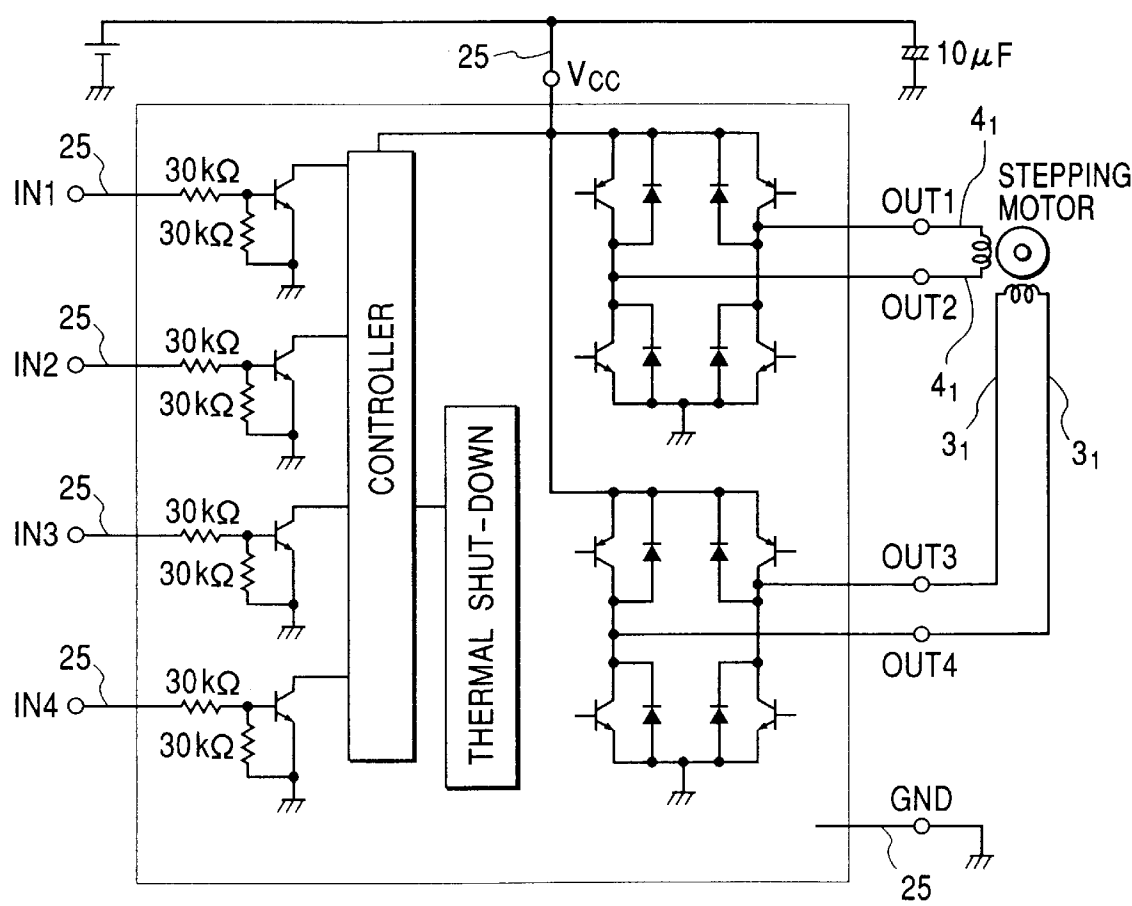 25
VCC
10μF
25
IN1
30kΩ
30kΩ
25
IN2
30kΩ
30kΩ
25
IN3
30kΩ
30kΩ
25
IN4
30kΩ
30kΩ
CONTROLLER
THERMAL SHUT-DOWN
OUT1
OUT2
41
41
STEPPING
MOTOR
31
31
OUT3
OUT4
GND
25